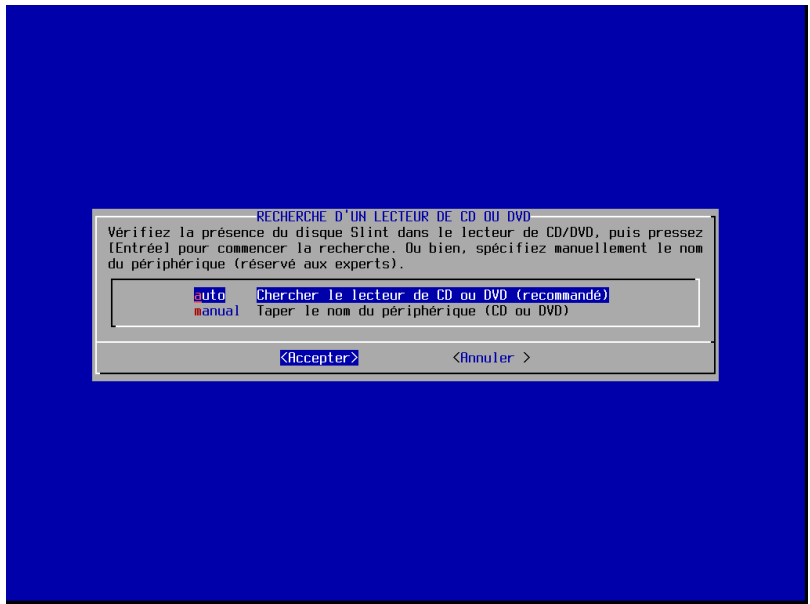 RECHERCHE D'UN LECTEUR DE CD OU DVD
Vérifiez la présence du disque Slint dans le lecteur de CD/DVD, puis pressez
[Entrée] pour commencer la recherche. Ou bien, spécifiez manuellement le nom
du périphérique (réservé aux experts).
auto Chercher le lecteur de CD ou DVD (recommandé)
manual Taper le nom du périphérique (CD ou DVD)
<Accepter> <Annuler >